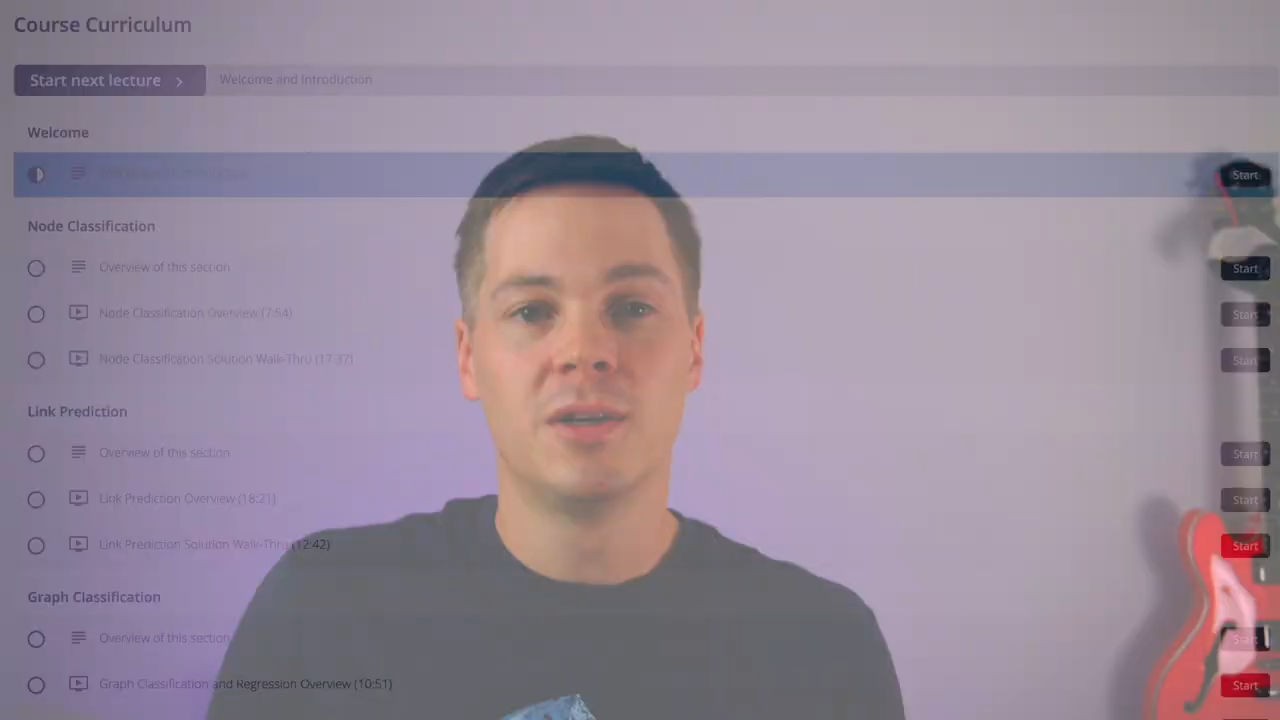 Course Curriculum
Start next lecture >
Welcome and Introduction
Welcome
Start
Node Classification
Overview of this section
Start
Node Classification Overview (7:54)
Start
Node Classification Solution Walk-Thru (17:37)
Start
Link Prediction
Overview of this section
Start
Link Prediction Overview (18:21)
Start
Link Prediction Solution Walk-Thru (12:42)
Start
Graph Classification
Overview of this section
Start
Graph Classification and Regression Overview (10:51)
Start